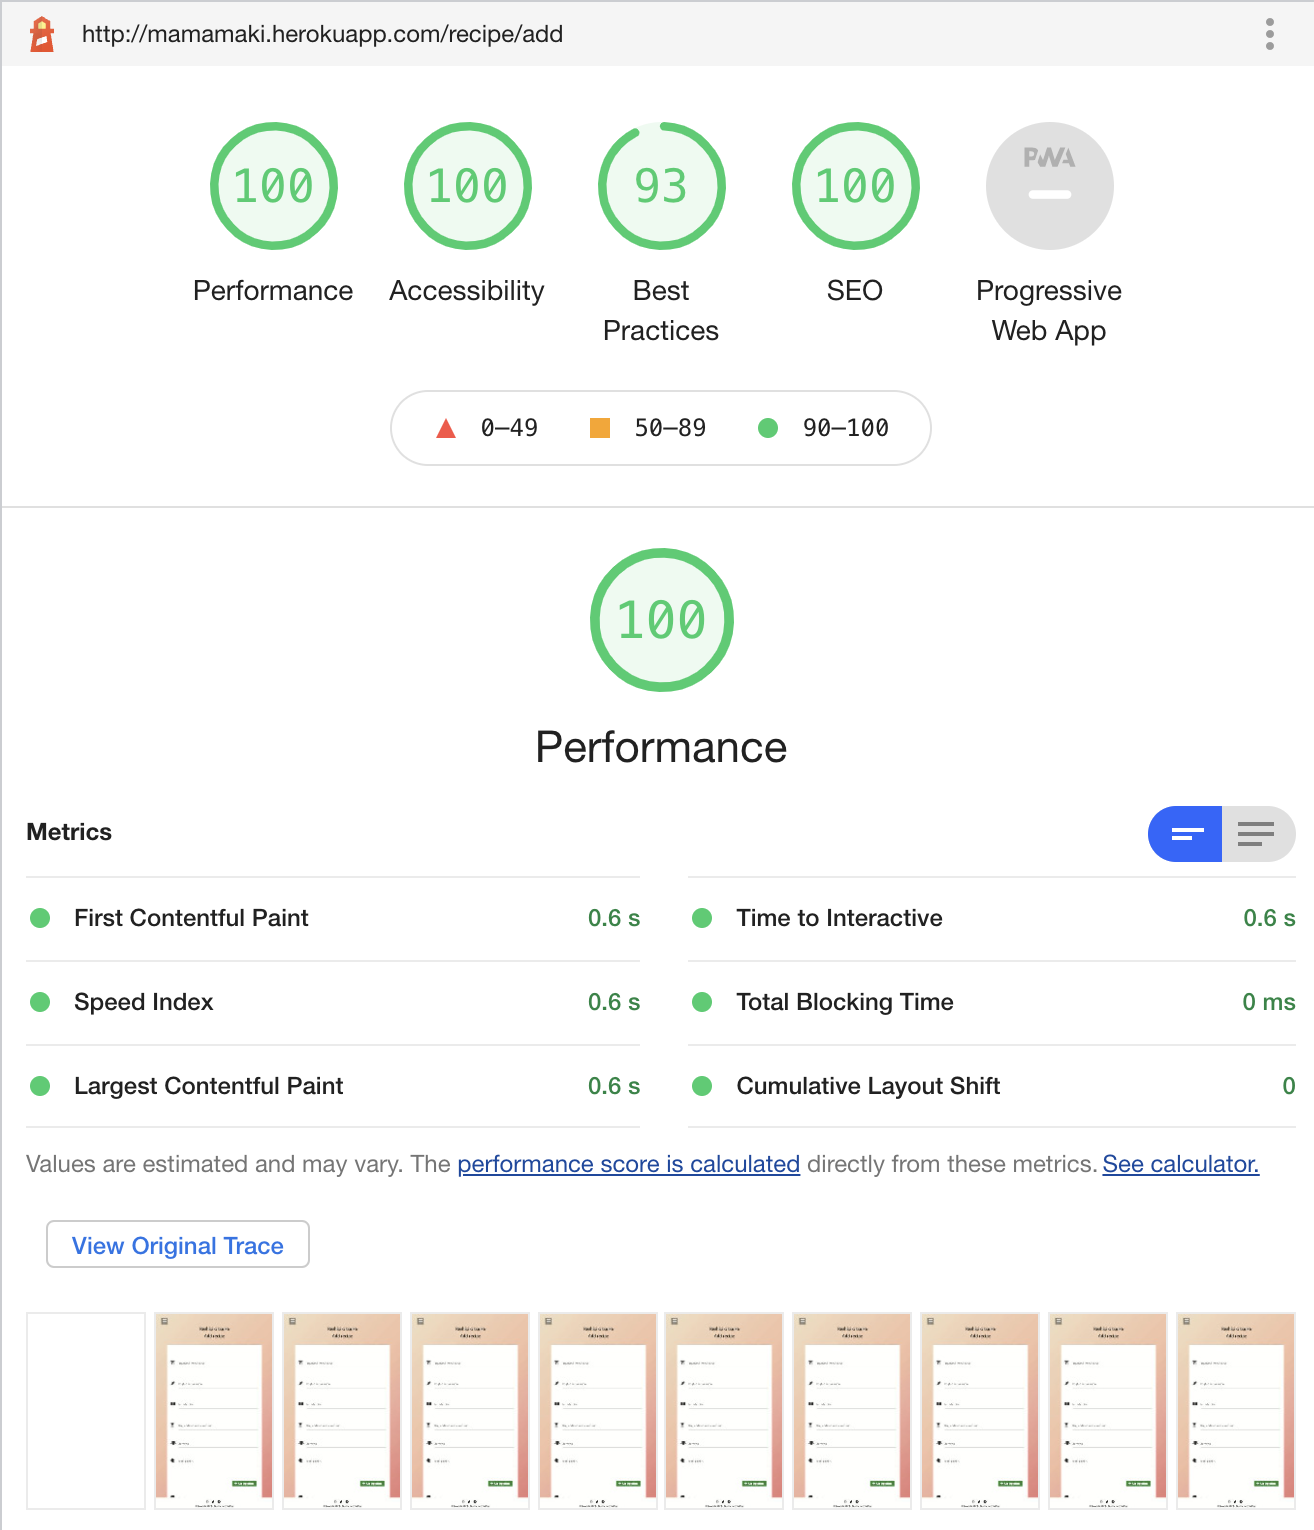 http://mamamaki.herokuapp.com/recipe/add
100
100
93
100
PWA
Performance
Accessibility
Best
Practices
SEO
Progressive
Web App
0–49
50–89
90–100
100
Performance
Metrics
First Contentful Paint 0.6 s
Time to Interactive 0.6 s
Speed Index 0.6 s
Total Blocking Time 0 ms
Largest Contentful Paint 0.6 s
Cumulative Layout Shift 0
Values are estimated and may vary. The performance score is calculated directly from these metrics. See calculator.
View Original Trace